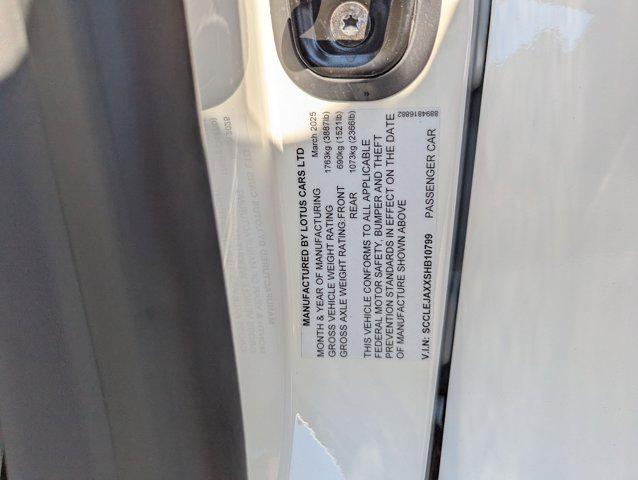 MANUFACTURED BY LOTUS CARS LTD
MONTH & YEAR OF MANUFACTURING March 2025
GROSS VEHICLE WEIGHT RATING 1763kg (3887lb)
GROSS AXLE WEIGHT RATING:FRONT 690kg (1521lb)
REAR 1073kg (2366lb)
THIS VEHICLE CONFORMS TO ALL APPLICABLE
FEDERAL MOTOR SAFETY, BUMPER AND THEFT
PREVENTION STANDARDS IN EFFECT ON THE DATE
OF MANUFACTURE SHOWN ABOVE
8894816882
V.I.N: SCCLEJAXXSHB10799 PASSENGER CAR